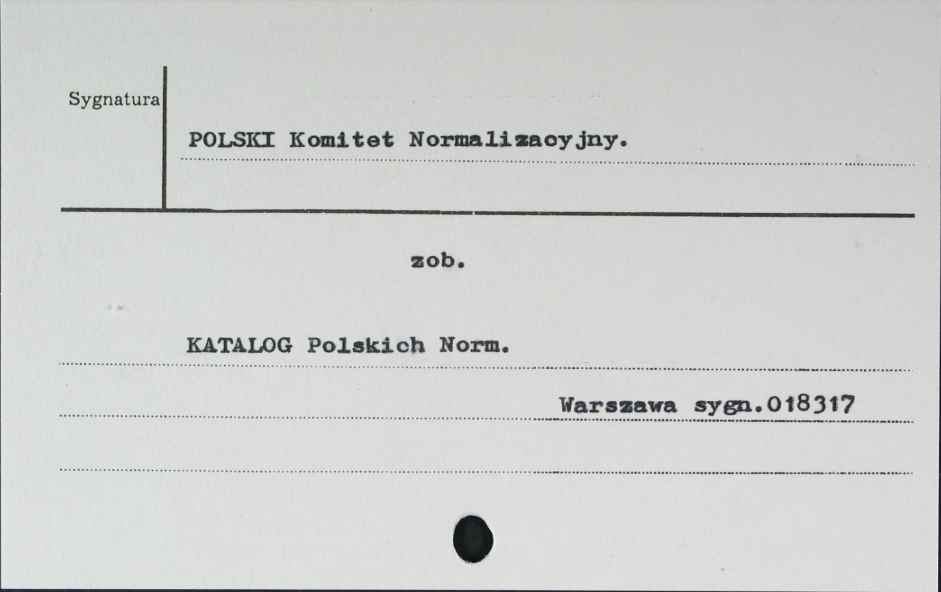 Sygnatura
POLSKI Komitet Normalizacyjny.
zob.
KATALOG Polskich Norm.
Warszawa sygn.018317